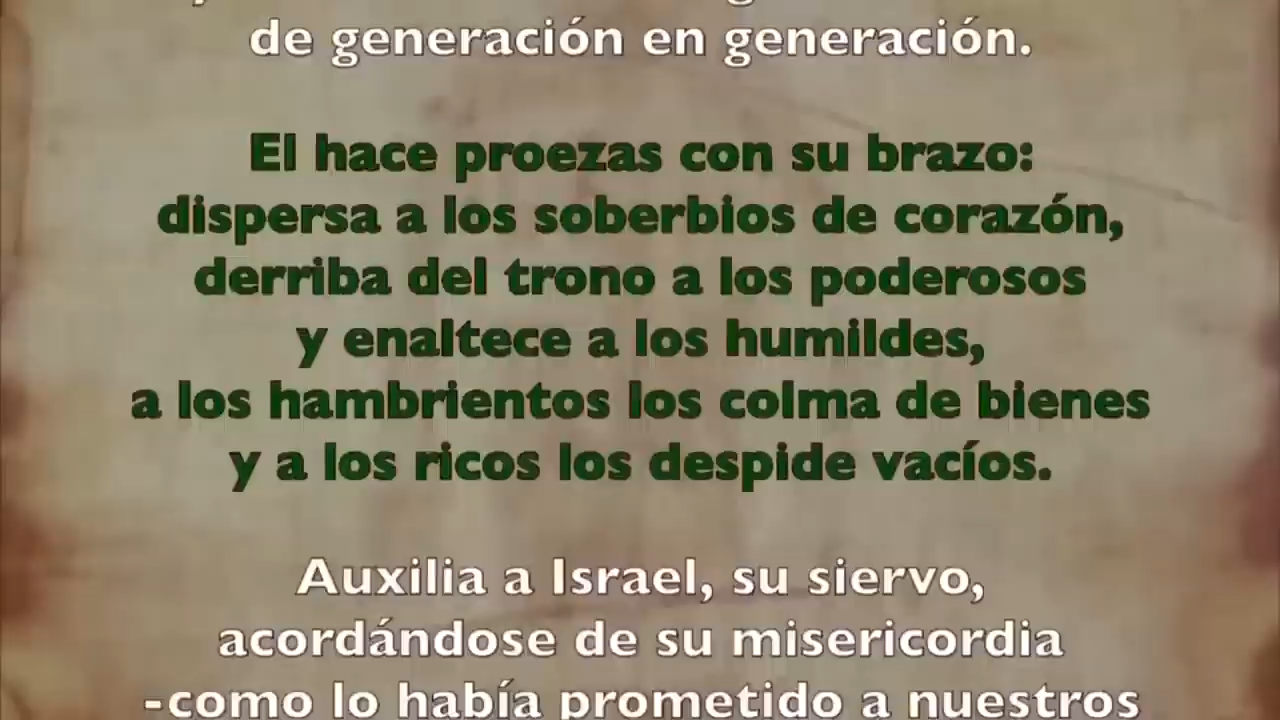 de generación en generación.
El hace proezas con su brazo:
dispersa a los soberbios de corazón,
derriba del trono a los poderosos
y enaltece a los humildes,
a los hambrientos los colma de bienes
y a los ricos los despide vacíos.
Auxilia a Israel, su siervo,
acordándose de su misericordia
-como lo había prometido a nuestros